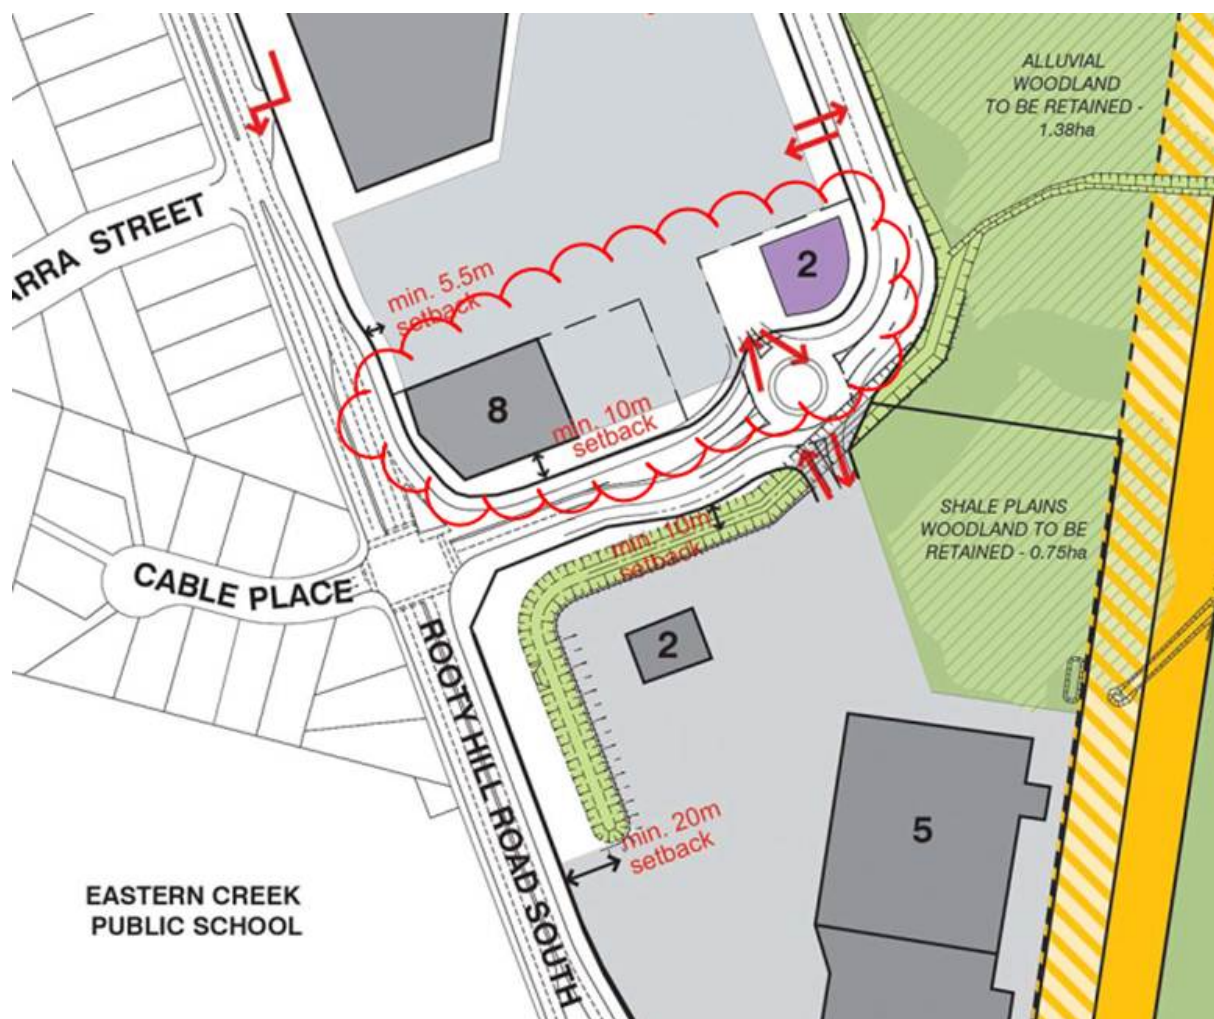 ALLUVIAL
WOODLAND
TO BE RETAINED -
1.38ha
ARRA STREET
2
min. 5.5m
setback
8
min. 10m
setback
SHALE PLAINS
WOODLAND TO BE
RETAINED - 0.75ha
min. 10m
setback
CABLE PLACE
2
ROOTY HILL ROAD SOUTH
min. 20m
setback
5
EASTERN CREEK
PUBLIC SCHOOL